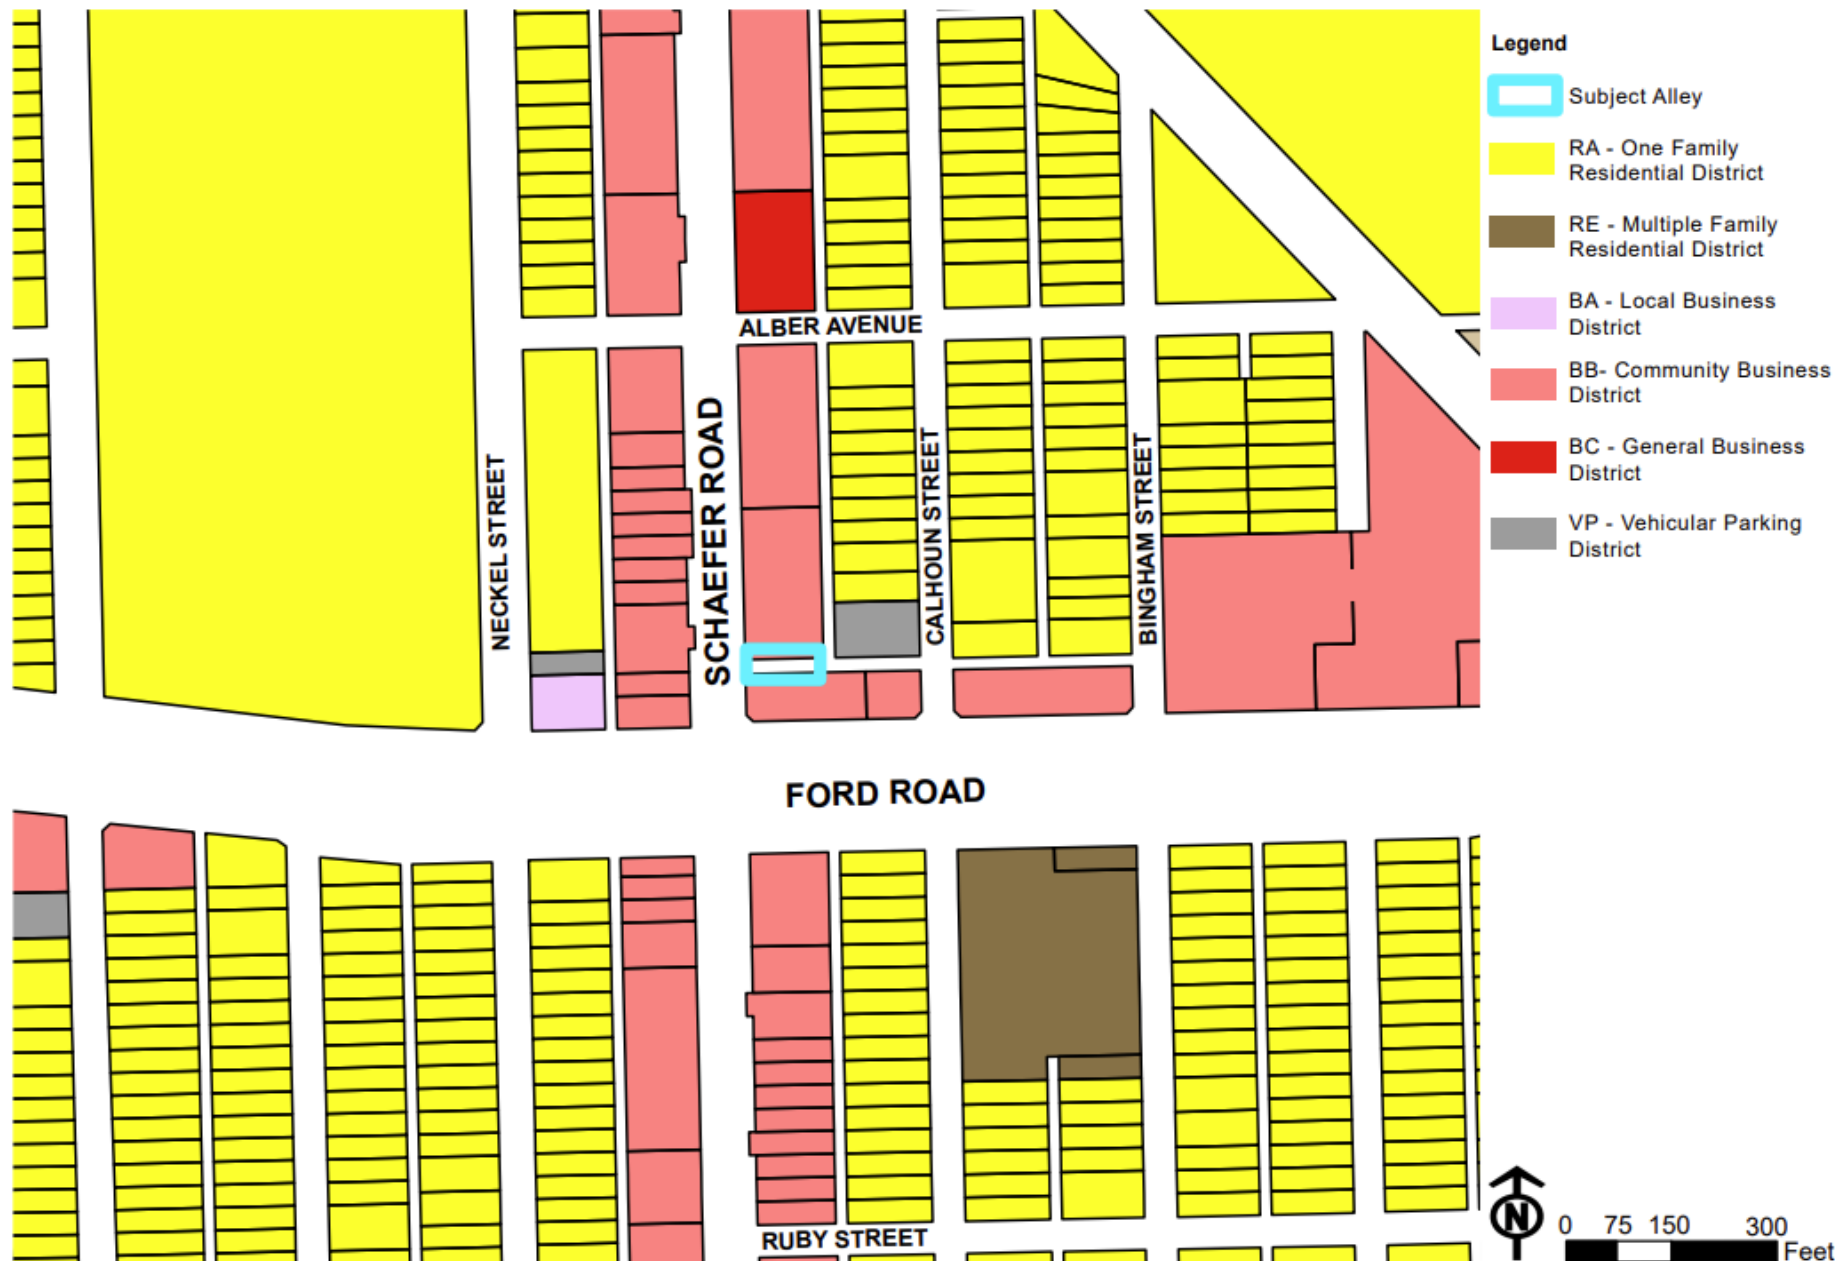 Legend
Subject Alley
RA - One Family
Residential District
RE - Multiple Family
Residential District
BA - Local Business
District
BB- Community Business
District
BC - General Business
District
VP - Vehicular Parking
District
ALBER AVENUE
NECKEL STREET
SCHAEFER ROAD
CALHOUN STREET
BINGHAM STREET
FORD ROAD
RUBY STREET
N
0 75 150 300
Feet